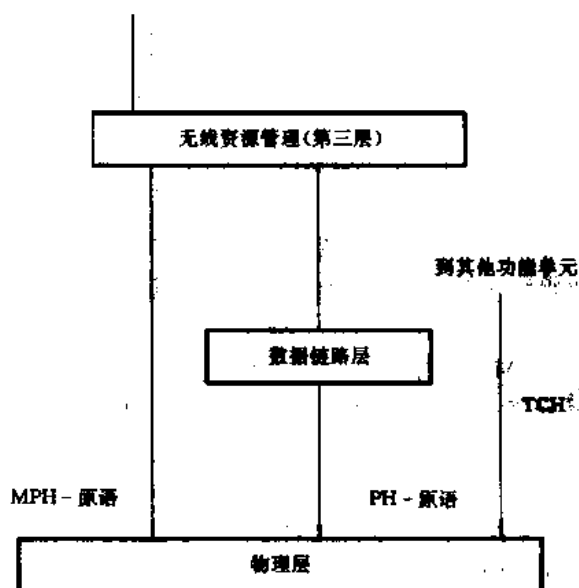 无线资源管理(第三层)
到其他功能单元
数据链路层
TCH
MPH - 原语
PH - 原语
物理层